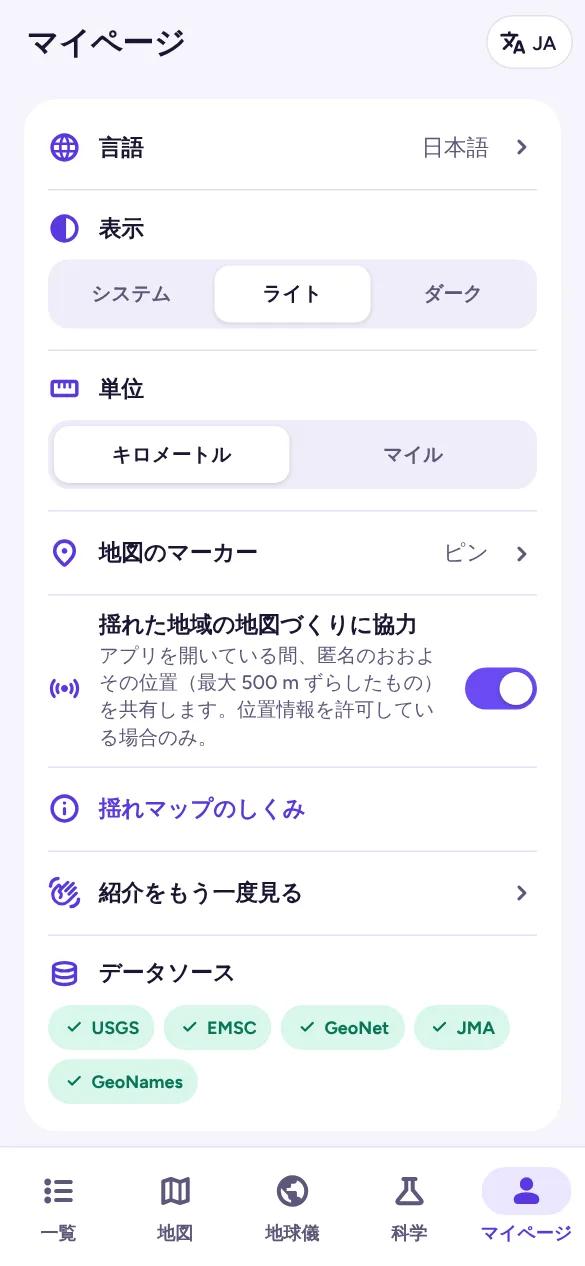 マイページ
JA
言語
日本語
表示
システム
ライト
ダーク
単位
キロメートル
マイル
地図のマーカー
ピン
揺れた地域の地図づくりに協力
アプリを開いている間、匿名のおおよ
その位置（最大 500 m ずらしたもの）
を共有します。位置情報を許可してい
る場合のみ。
揺れマップのしくみ
紹介をもう一度見る
データソース
USGS
EMSC
GeoNet
JMA
GeoNames
一覧
地図
地球儀
科学
マイページ